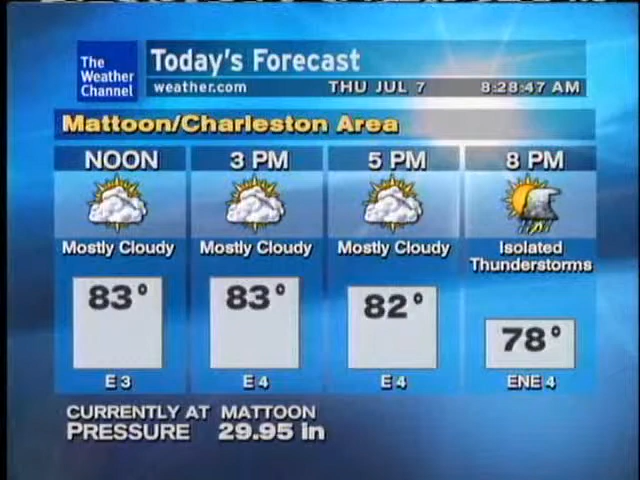 The
Weather
Channel
Today's Forecast
weather.com THU JUL 7 8:28:47 AM
Mattoon/Charleston Area
NOON 3 PM 5 PM 8 PM
Mostly Cloudy Mostly Cloudy Mostly Cloudy Isolated
Thunderstorms
83° 83° 82° 78°
E 3 E 4 E 4 ENE 4
CURRENTLY AT MATTOON
PRESSURE 29.95 in